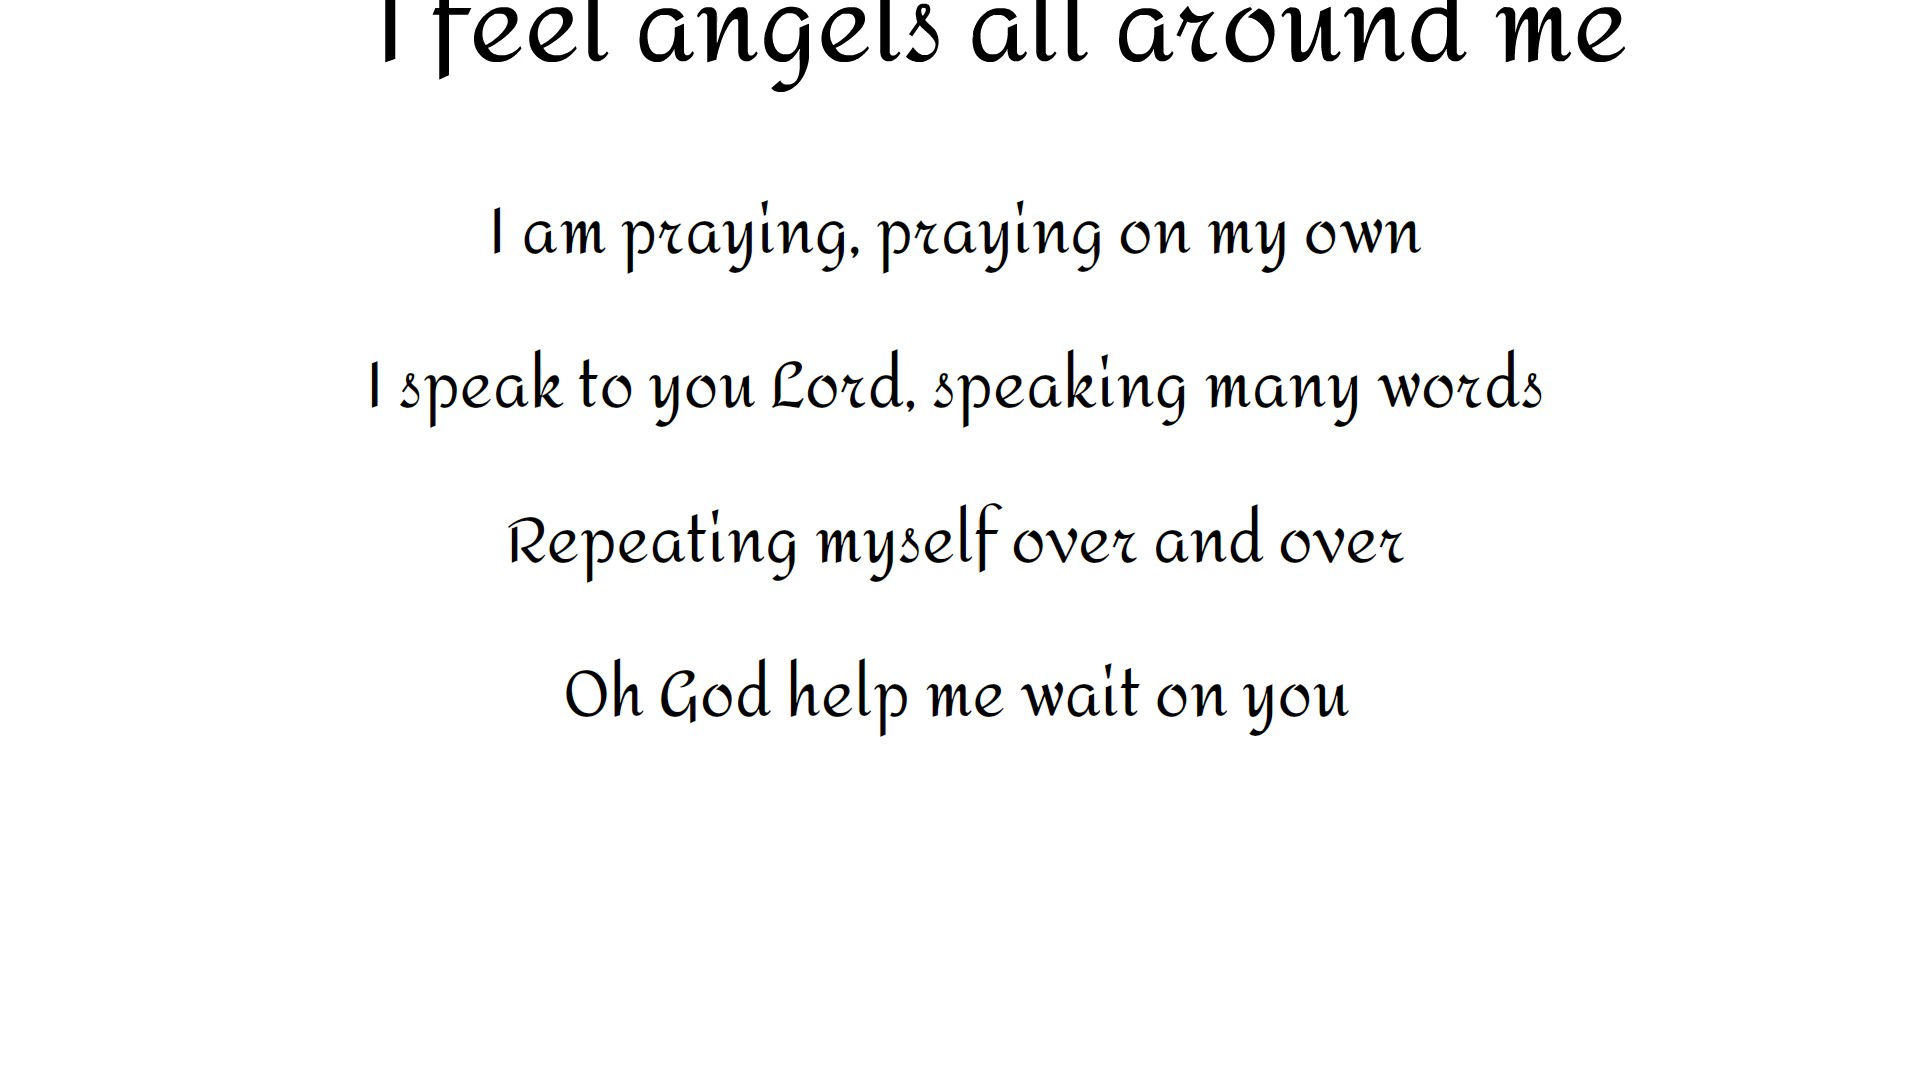 I feel angels all around me
I am praying, praying on my own
I speak to you Lord, speaking many words
Repeating myself over and over
Oh God help me wait on you